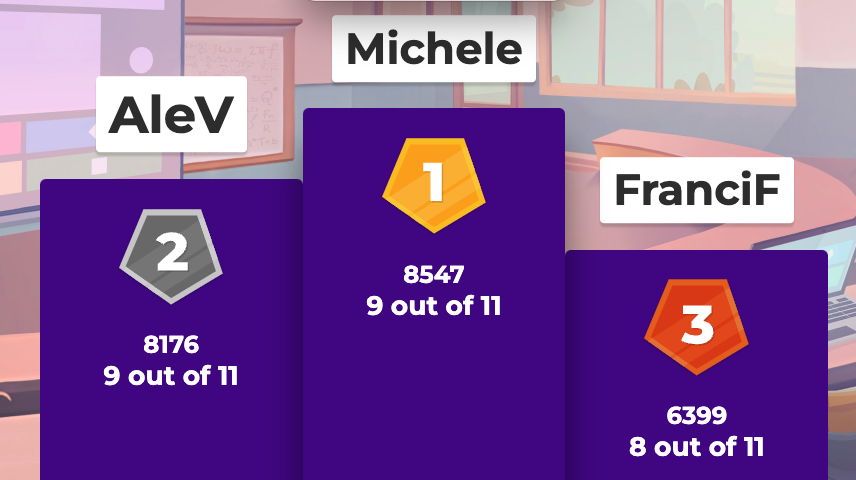 Michele
1
8547
9 out of 11
AleV
2
8176
9 out of 11
FranciF
3
6399
8 out of 11